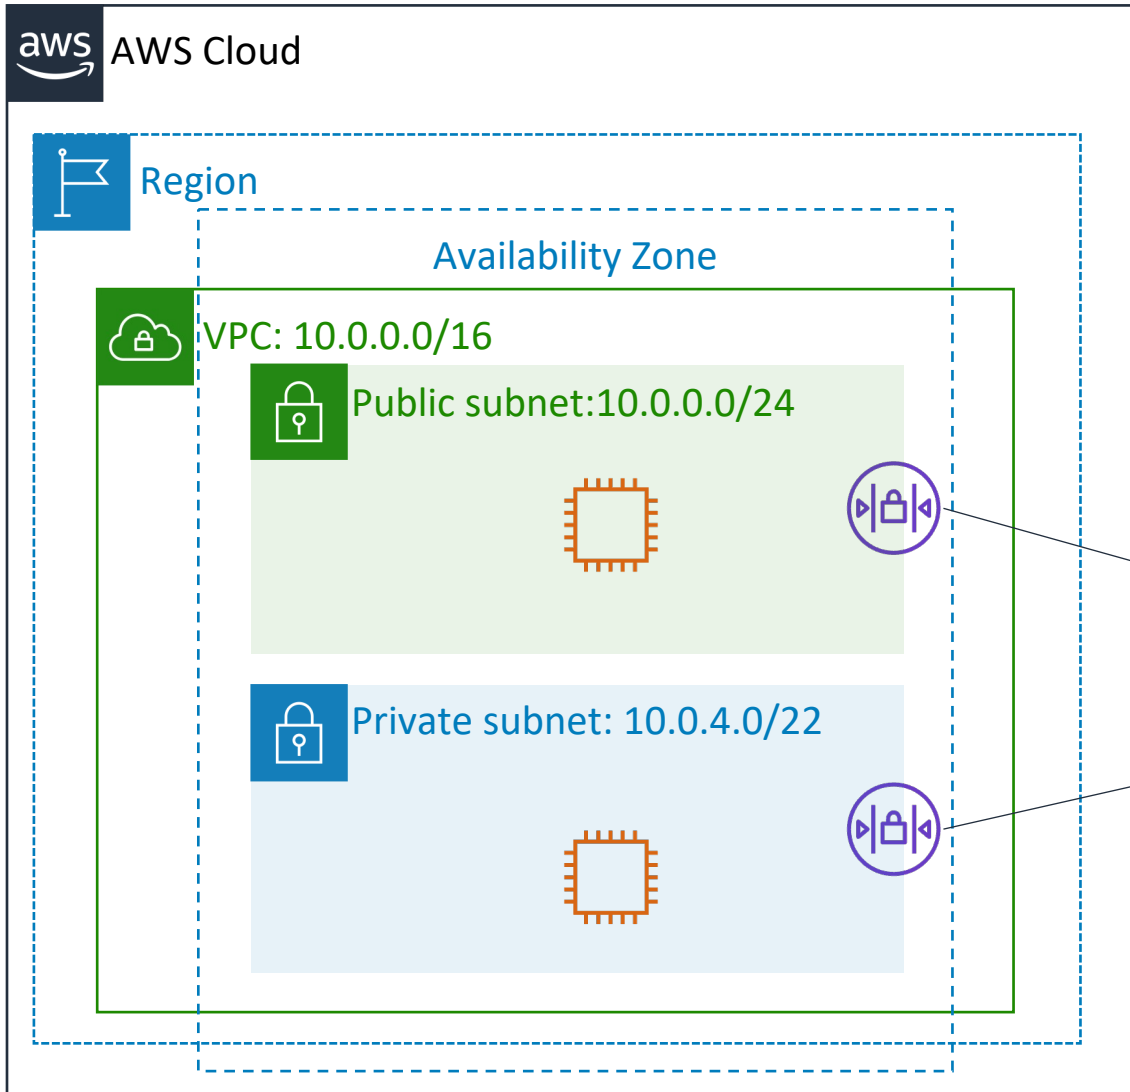 aws
AWS Cloud
Region
Availability Zone
VPC: 10.0.0.0/16
Public subnet:10.0.0.0/24
Private subnet: 10.0.4.0/22